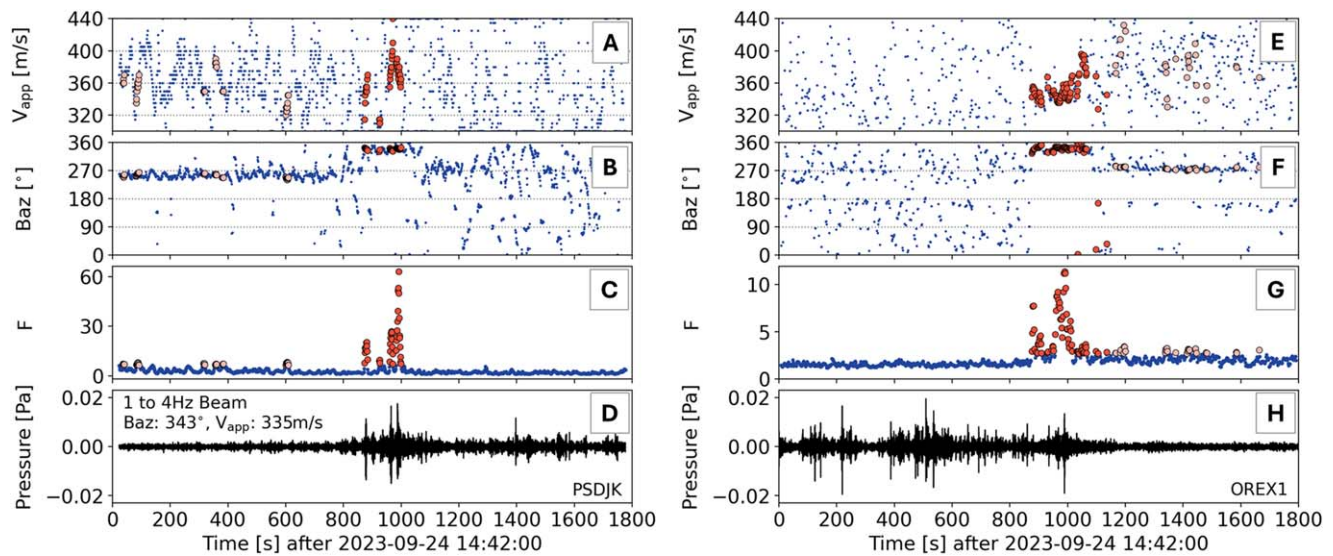 440
400
360
320
V_app [m/s]
A
360
270
180
90
0
Baz [°]
B
60
30
0
F
C
0.02
0.00
−0.02
Pressure [Pa]
1 to 4Hz Beam
Baz: 343°, V_app: 335m/s
D
PSDJK
0 200 400 600 800 1000 1200 1400 1600 1800
Time [s] after 2023-09-24 14:42:00
440
400
360
320
V_app [m/s]
E
360
270
180
90
0
Baz [°]
F
10
5
0
F
G
0.02
0.00
−0.02
Pressure [Pa]
H
OREX1
0 200 400 600 800 1000 1200 1400 1600 1800
Time [s] after 2023-09-24 14:42:00